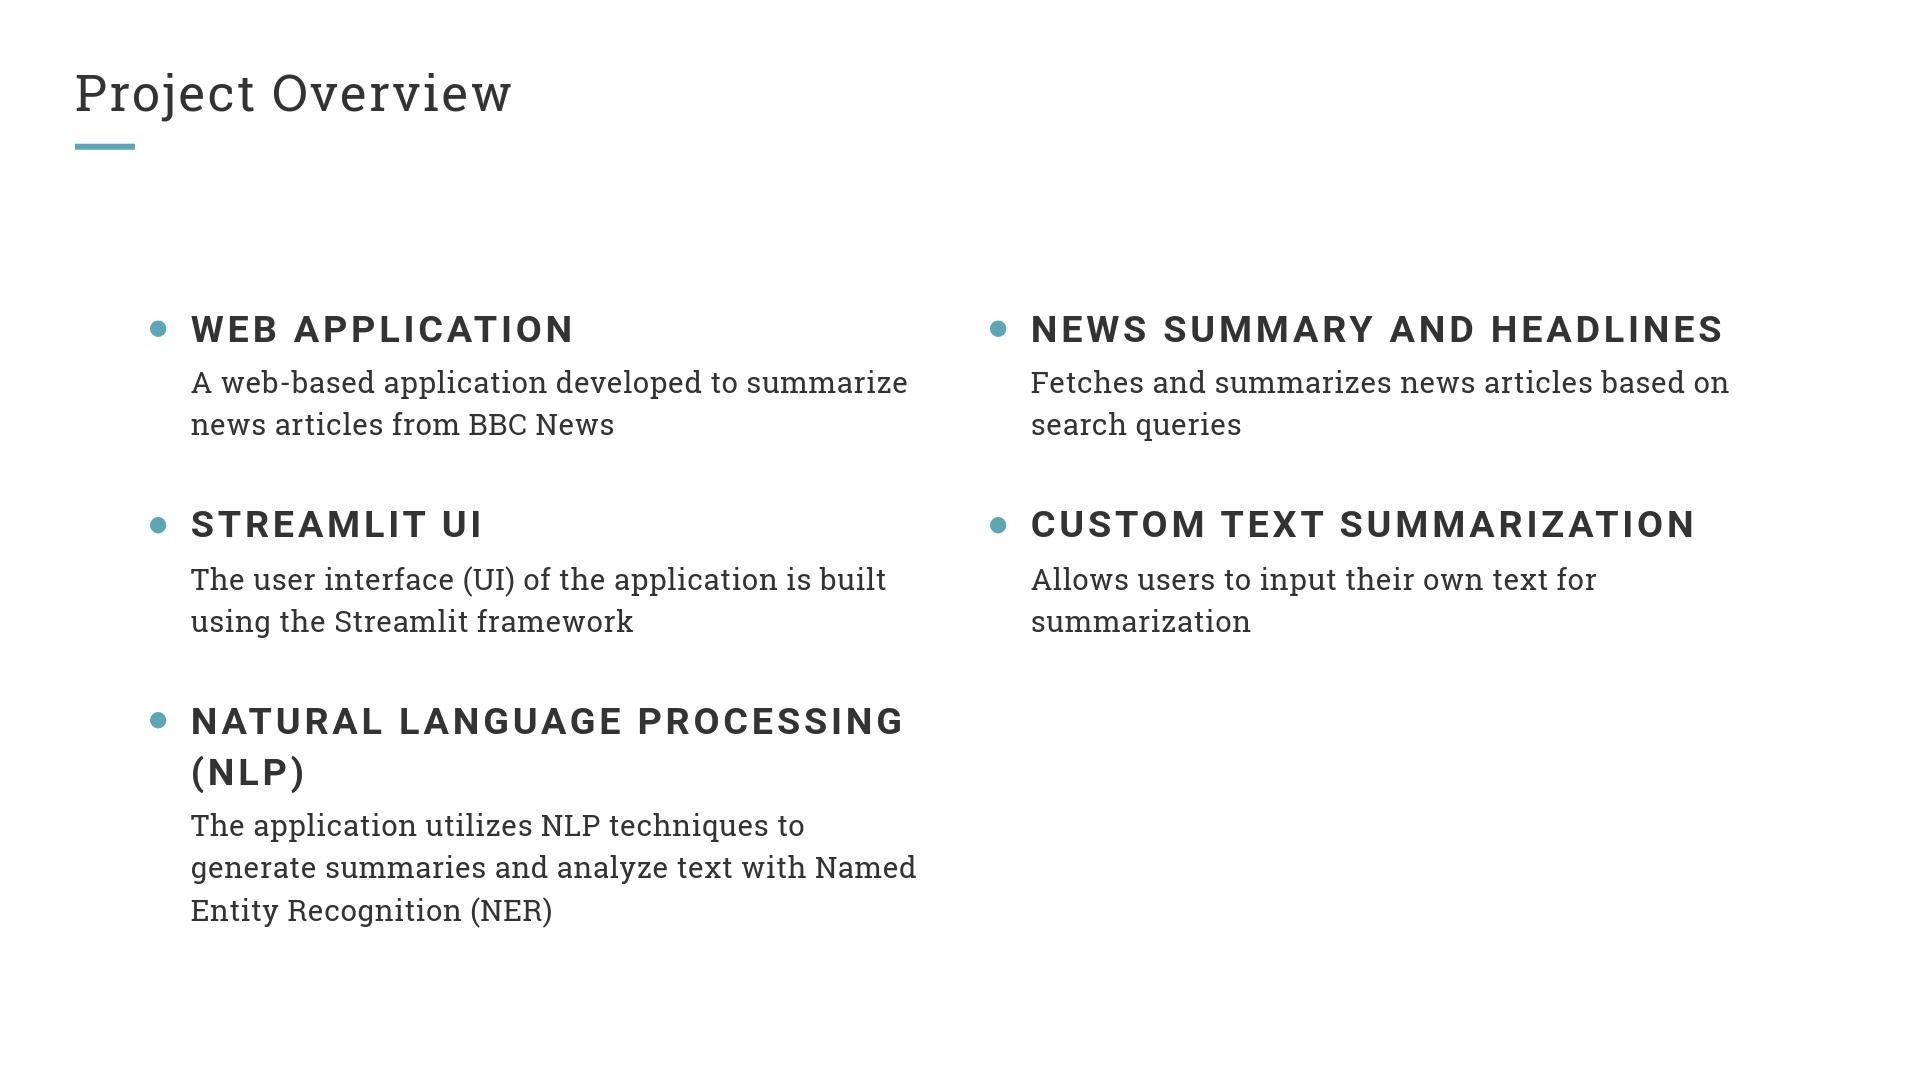 Project Overview
WEB APPLICATION
A web-based application developed to summarize
news articles from BBC News
STREAMLIT UI
The user interface (UI) of the application is built
using the Streamlit framework
NATURAL LANGUAGE PROCESSING
(NLP)
The application utilizes NLP techniques to
generate summaries and analyze text with Named
Entity Recognition (NER)
NEWS SUMMARY AND HEADLINES
Fetches and summarizes news articles based on
search queries
CUSTOM TEXT SUMMARIZATION
Allows users to input their own text for
summarization